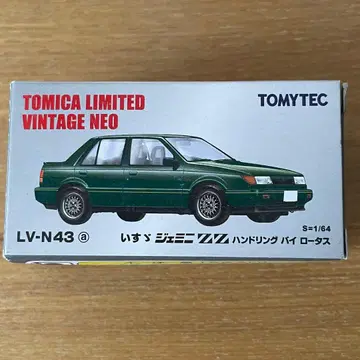 TOMICA LIMITED
VINTAGE NEO
TOMYTEC
S=1/64
LV-N43 a いすゞ ジェミニ ZZ ハンドリング バイ ロータス